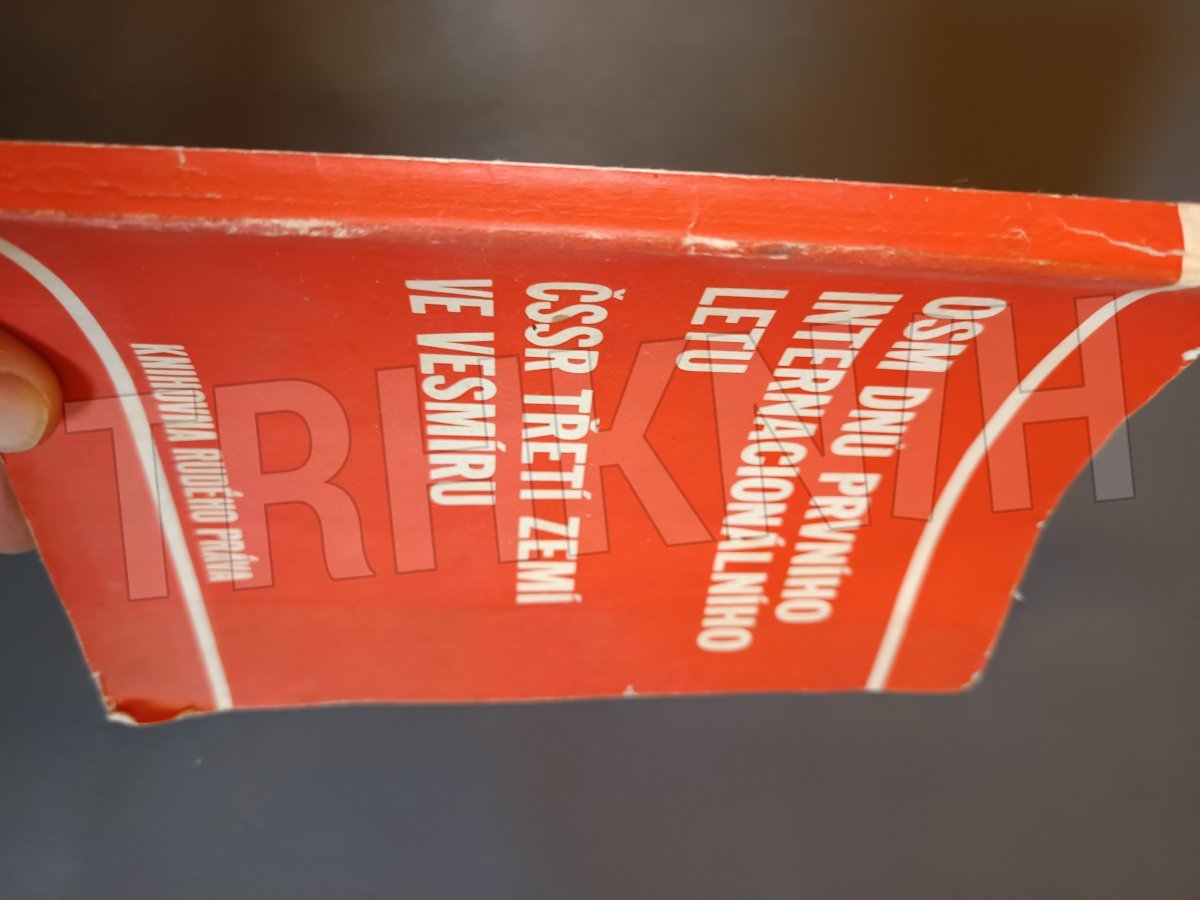 OSM DNŮ PRVNÍHO
INTERNACIONÁLNÍHO
LETU
ČSSR TŘETÍ ZEMÍ
VE VESMÍRU
KNIHOVNA RUDÉHO PRÁVA
TRIKNIH